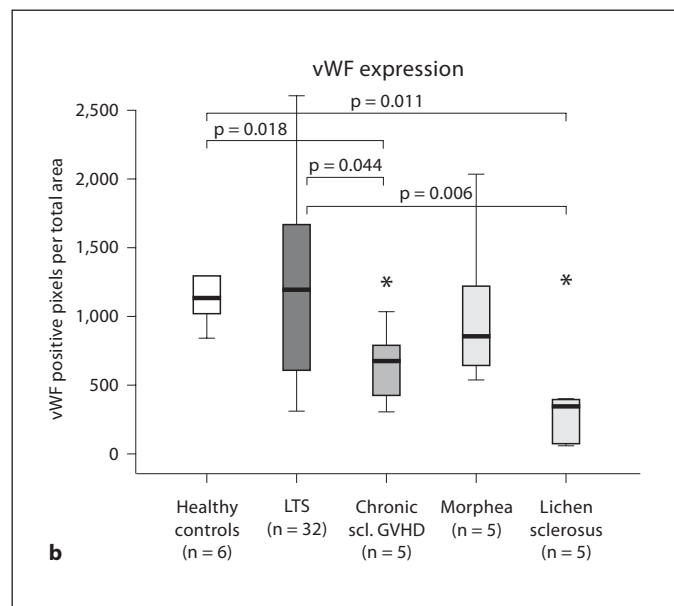 vWF expression
p = 0.011
p = 0.018
p = 0.044
p = 0.006
vWF positive pixels per total area
2,500
2,000
1,500
1,000
500
0
*
*
Healthy
controls
(n = 6)
LTS
(n = 32)
Chronic
scl. GVHD
(n = 5)
Morphea
(n = 5)
Lichen
sclerosus
(n = 5)
b